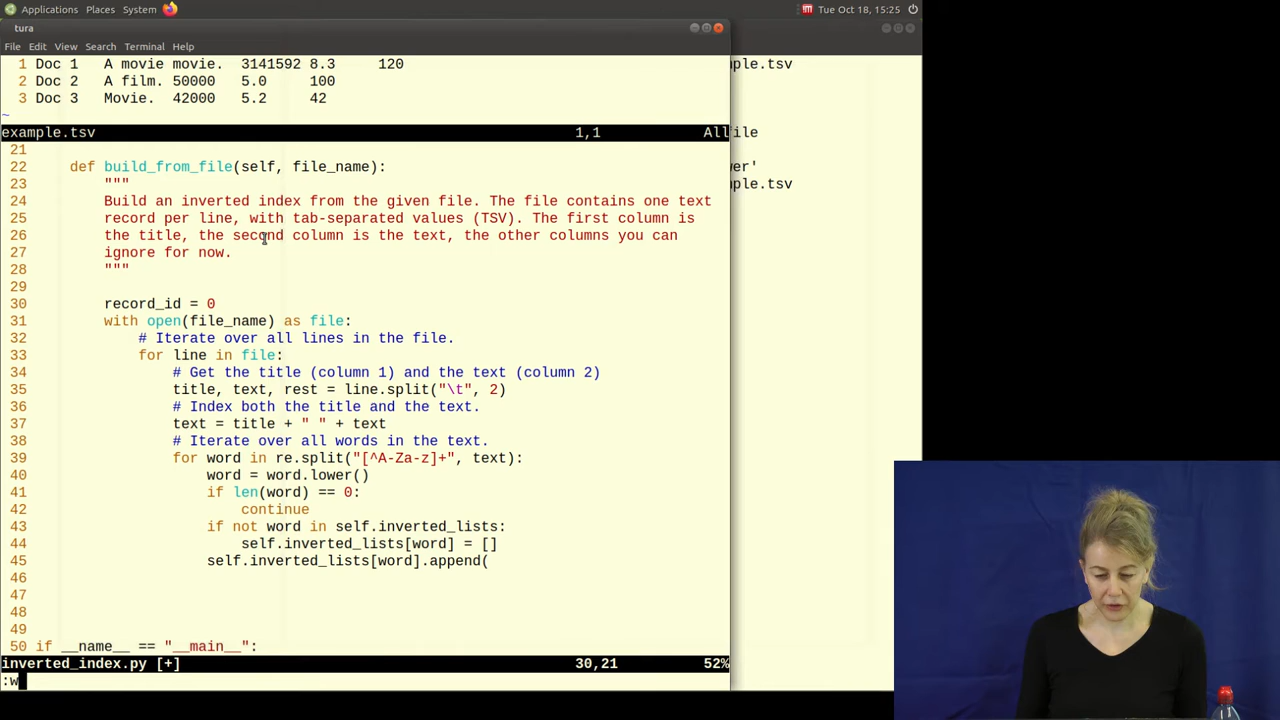 Applications Places System Tue Oct 18, 15:25
tura
File Edit View Search Terminal Help
1 Doc 1 A movie movie. 3141592 8.3 120
2 Doc 2 A film. 50000 5.0 100
3 Doc 3 Movie. 42000 5.2 42
~
example.tsv 1,1 All
21
22 def build_from_file(self, file_name):
23 """
24 Build an inverted index from the given file. The file contains one text
25 record per line, with tab-separated values (TSV). The first column is
26 the title, the second column is the text, the other columns you can
27 ignore for now.
28 """
29
30 record_id = 0
31 with open(file_name) as file:
32 # Iterate over all lines in the file.
33 for line in file:
34 # Get the title (column 1) and the text (column 2)
35 title, text, rest = line.split("\t", 2)
36 # Index both the title and the text.
37 text = title + " " + text
38 # Iterate over all words in the text.
39 for word in re.split("[^A-Za-z]+", text):
40 word = word.lower()
41 if len(word) == 0:
42 continue
43 if not word in self.inverted_lists:
44 self.inverted_lists[word] = []
45 self.inverted_lists[word].append(
46
47
48
49
50 if __name__ == "__main__":
inverted_index.py [+] 30,21 52%
:w
mple.tsv
file
wer'
mple.tsv